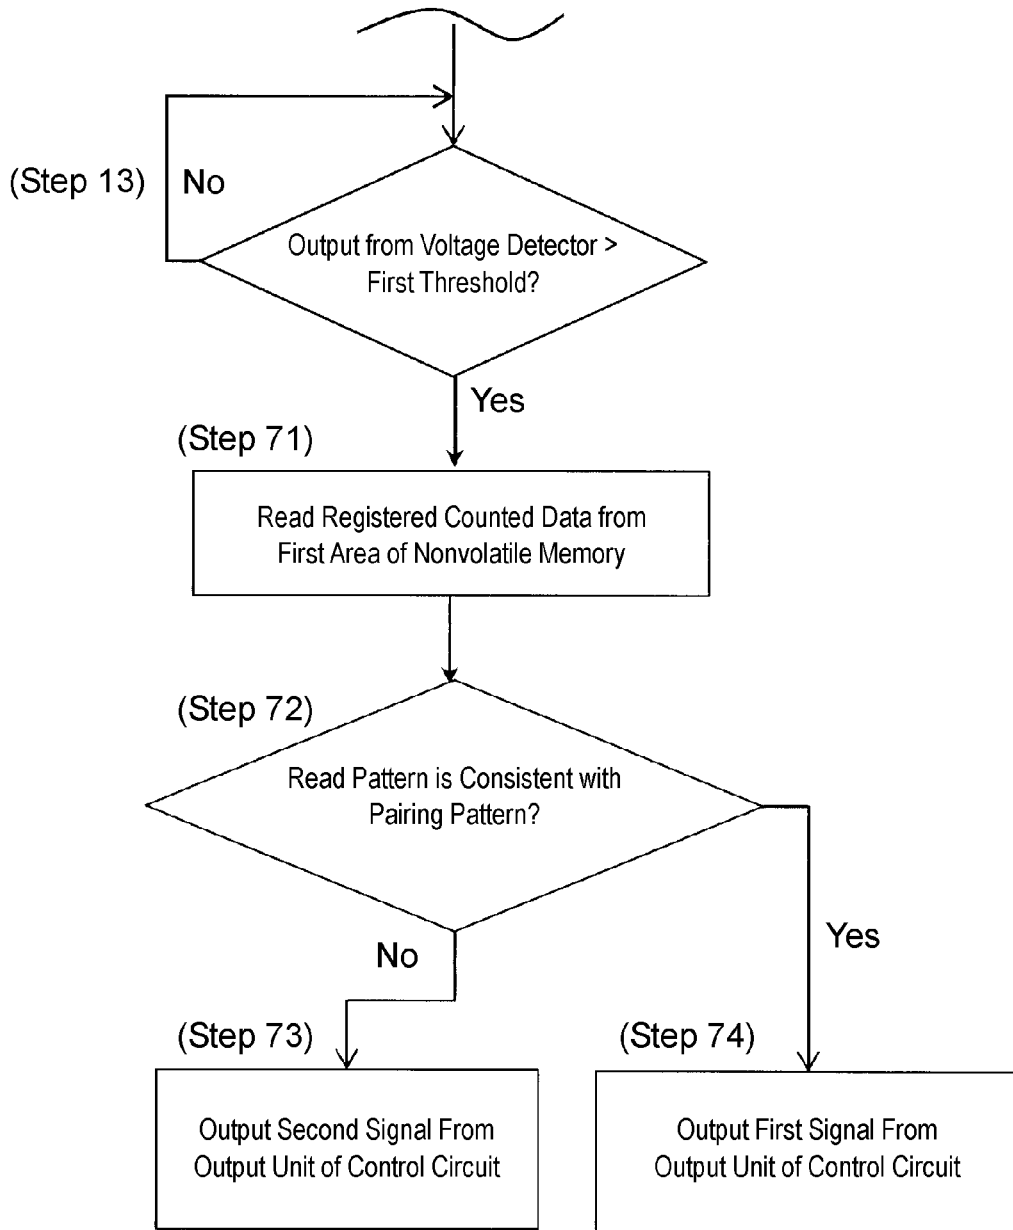 (Step 13)
No
Output from Voltage Detector >
First Threshold?
Yes
(Step 71)
Read Registered Counted Data from
First Area of Nonvolatile Memory
(Step 72)
Read Pattern is Consistent with
Pairing Pattern?
No
Yes
(Step 73)
(Step 74)
Output Second Signal From
Output Unit of Control Circuit
Output First Signal From
Output Unit of Control Circuit